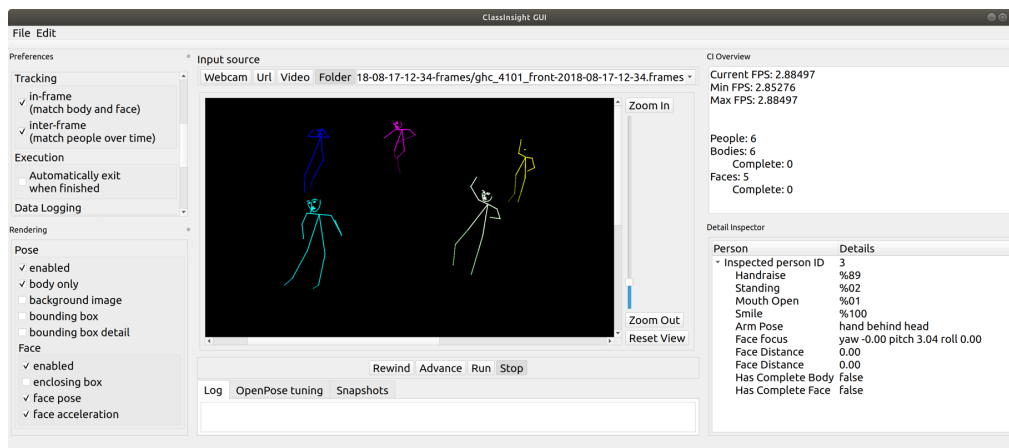 ClassInsight GUI
File Edit
Preferences
Tracking
in-frame
(match body and face)
inter-frame
(match people over time)
Execution
Automatically exit
when finished
Data Logging
Rendering
Pose
enabled
body only
background image
bounding box
bounding box detail
Face
enabled
enclosing box
face pose
face acceleration
Input source
Webcam Url Video Folder 18-08-17-12-34-frames/ghc_4101_front-2018-08-17-12-34.frames
Zoom In
Zoom Out
Reset View
Rewind Advance Run Stop
Log OpenPose tuning Snapshots
CI Overview
Current FPS: 2.88497
Min FPS: 2.85276
Max FPS: 2.88497
People: 6
Bodies: 6
Complete: 0
Faces: 5
Complete: 0
Detail Inspector
Person Details
Inspected person ID 3
Handraise %89
Standing %02
Mouth Open %01
Smile %100
Arm Pose hand behind head
Face focus yaw -0.00 pitch 3.04 roll 0.00
Face Distance 0.00
Face Distance 0.00
Has Complete Body false
Has Complete Face false